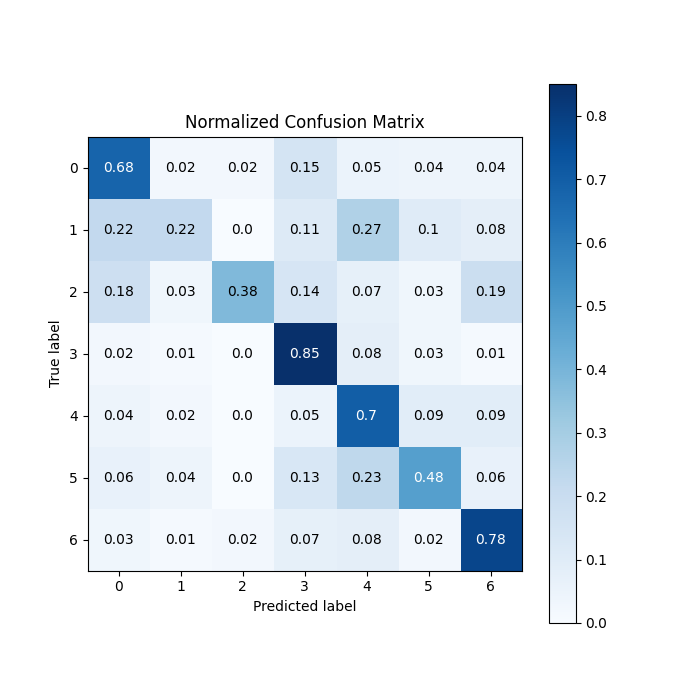 Normalized Confusion Matrix
0 0.68 0.02 0.02 0.15 0.05 0.04 0.04
1 0.22 0.22 0.0 0.11 0.27 0.1 0.08
2 0.18 0.03 0.38 0.14 0.07 0.03 0.19
3 0.02 0.01 0.0 0.85 0.08 0.03 0.01
4 0.04 0.02 0.0 0.05 0.7 0.09 0.09
5 0.06 0.04 0.0 0.13 0.23 0.48 0.06
6 0.03 0.01 0.02 0.07 0.08 0.02 0.78
0 1 2 3 4 5 6
Predicted label
True label
0.8
0.7
0.6
0.5
0.4
0.3
0.2
0.1
0.0